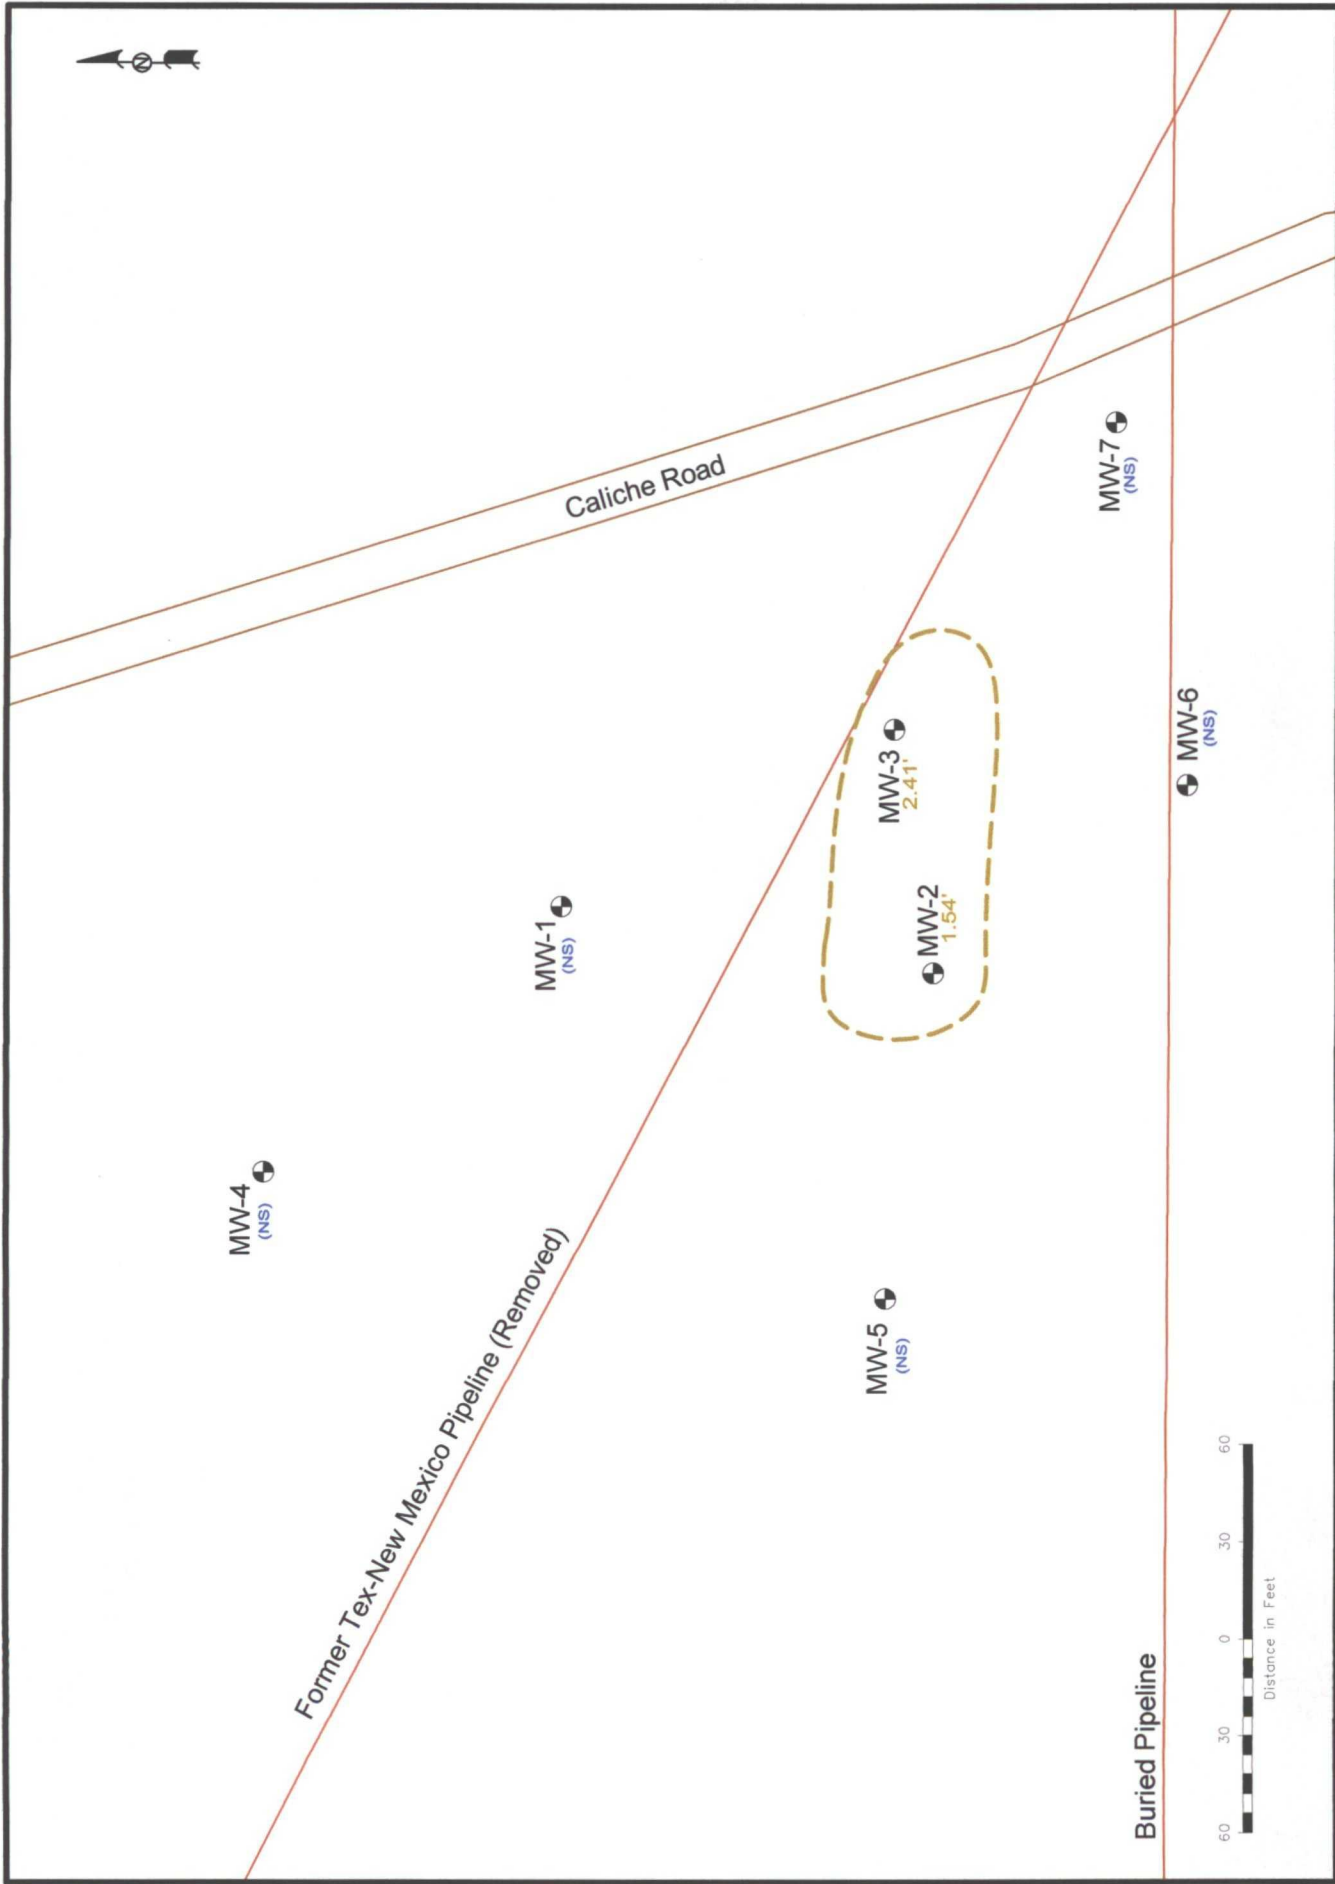 N
MW-4
(NS)
MW-1
(NS)
Caliche Road
Former Tex-New Mexico Pipeline (Removed)
MW-5
(NS)
MW-2
1.54'
MW-3
2.41'
MW-7
(NS)
MW-6
(NS)
Buried Pipeline
60 30 0 30 60
Distance in Feet